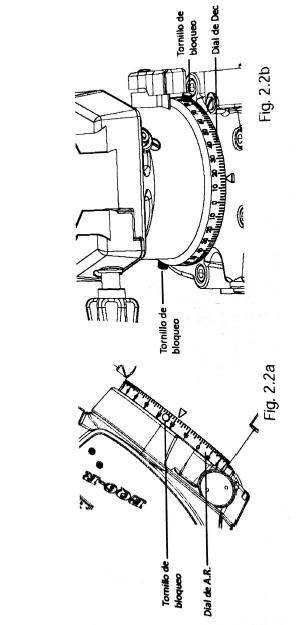 EQ6-R
Tornillo de
bloqueo
Dial de A.R.
Fig. 2.2a
Tornillo de
bloqueo
Tornillo de
bloqueo
Dial de Dec
Fig. 2.2b